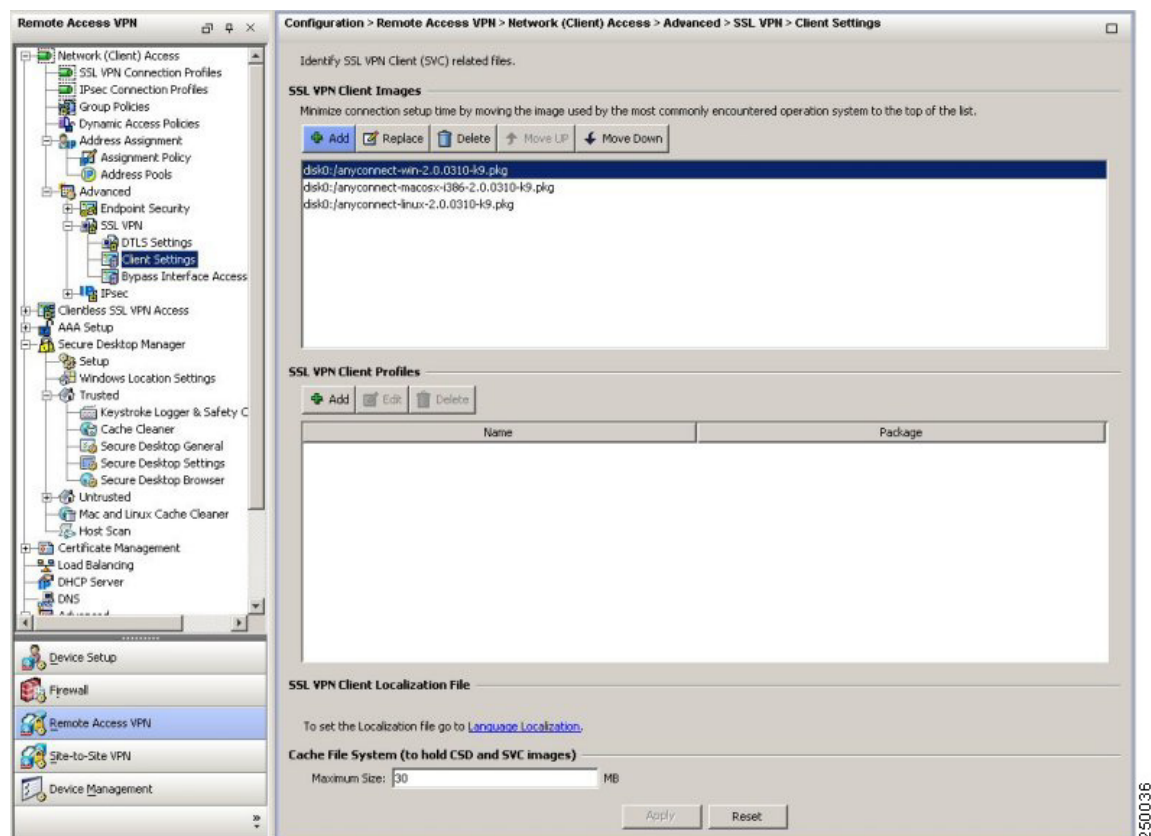 Remote Access VPN
Network (Client) Access
SSL VPN Connection Profiles
IPsec Connection Profiles
Group Policies
Dynamic Access Policies
Address Assignment
Assignment Policy
Address Pools
Advanced
Endpoint Security
SSL VPN
DTLS Settings
Client Settings
Bypass Interface Access
IPsec
Clientless SSL VPN Access
AAA Setup
Secure Desktop Manager
Setup
Windows Location Settings
Trusted
Keystroke Logger & Safety C
Cache Cleaner
Secure Desktop General
Secure Desktop Settings
Secure Desktop Browser
Untrusted
Mac and Linux Cache Cleaner
Host Scan
Certificate Management
Load Balancing
DHCP Server
DNS
Advanced
Device Setup
Firewall
Remote Access VPN
Site-to-Site VPN
Device Management
Configuration > Remote Access VPN > Network (Client) Access > Advanced > SSL VPN > Client Settings
Identify SSL VPN Client (SVC) related files.
SSL VPN Client Images
Minimize connection setup time by moving the image used by the most commonly encountered operation system to the top of the list.
Add Replace Delete Move UP Move Down
disk0:/anyconnect-win-2.0.0310-k9.pkg
disk0:/anyconnect-macosx-i386-2.0.0310-k9.pkg
disk0:/anyconnect-linux-2.0.0310-k9.pkg
SSL VPN Client Profiles
Add Edit Delete
Name Package
SSL VPN Client Localization File
To set the Localization file go to Language Localization.
Cache File System (to hold CSD and SVC images)
Maximum Size: 30 MB
Apply Reset
250036